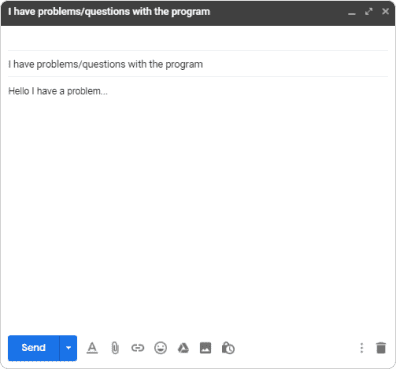 I have problems/questions with the program
I have problems/questions with the program
Hello I have a problem...
Send